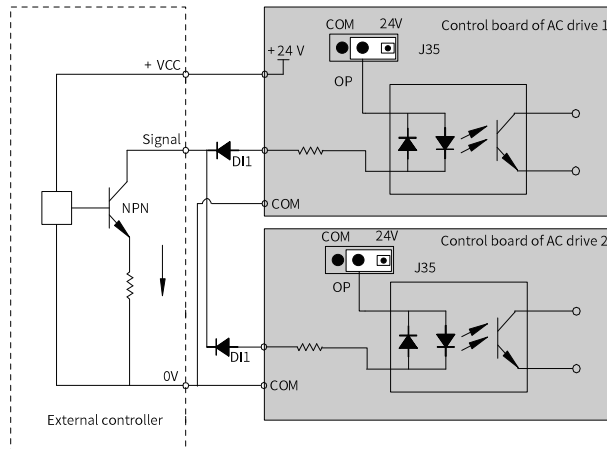 Control board of AC drive 1
COM 24V
J35
+24 V
+ VCC
OP
Signal
DI1
NPN
COM
Control board of AC drive 2
COM 24V
J35
OP
DI1
0V
COM
External controller